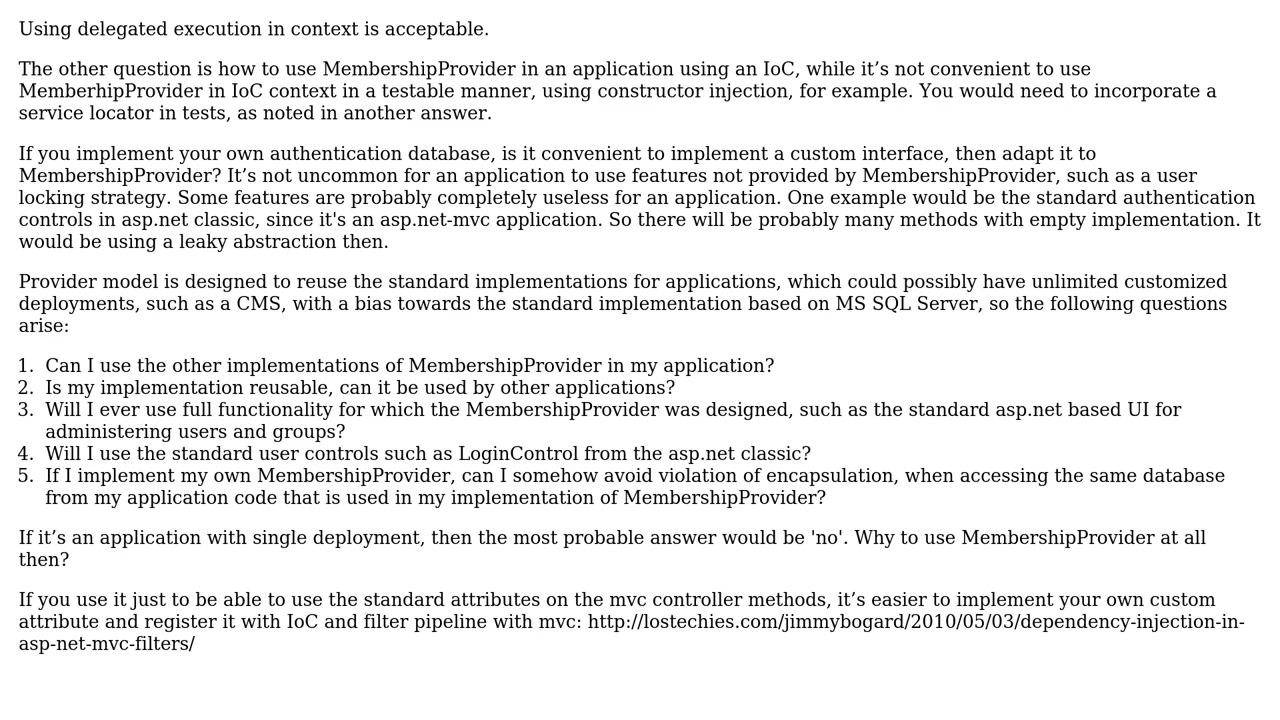 Using delegated execution in context is acceptable.
The other question is how to use MembershipProvider in an application using an IoC, while it’s not convenient to use
MemberhipProvider in IoC context in a testable manner, using constructor injection, for example. You would need to incorporate a
service locator in tests, as noted in another answer.
If you implement your own authentication database, is it convenient to implement a custom interface, then adapt it to
MembershipProvider? It’s not uncommon for an application to use features not provided by MembershipProvider, such as a user
locking strategy. Some features are probably completely useless for an application. One example would be the standard authentication
controls in asp.net classic, since it's an asp.net-mvc application. So there will be probably many methods with empty implementation. It
would be using a leaky abstraction then.
Provider model is designed to reuse the standard implementations for applications, which could possibly have unlimited customized
deployments, such as a CMS, with a bias towards the standard implementation based on MS SQL Server, so the following questions
arise:
1. Can I use the other implementations of MembershipProvider in my application?
2. Is my implementation reusable, can it be used by other applications?
3. Will I ever use full functionality for which the MembershipProvider was designed, such as the standard asp.net based UI for
administering users and groups?
4. Will I use the standard user controls such as LoginControl from the asp.net classic?
5. If I implement my own MembershipProvider, can I somehow avoid violation of encapsulation, when accessing the same database
from my application code that is used in my implementation of MembershipProvider?
If it’s an application with single deployment, then the most probable answer would be 'no'. Why to use MembershipProvider at all
then?
If you use it just to be able to use the standard attributes on the mvc controller methods, it’s easier to implement your own custom
attribute and register it with IoC and filter pipeline with mvc: http://lostechies.com/jimmybogard/2010/05/03/dependency-injection-in-
asp-net-mvc-filters/